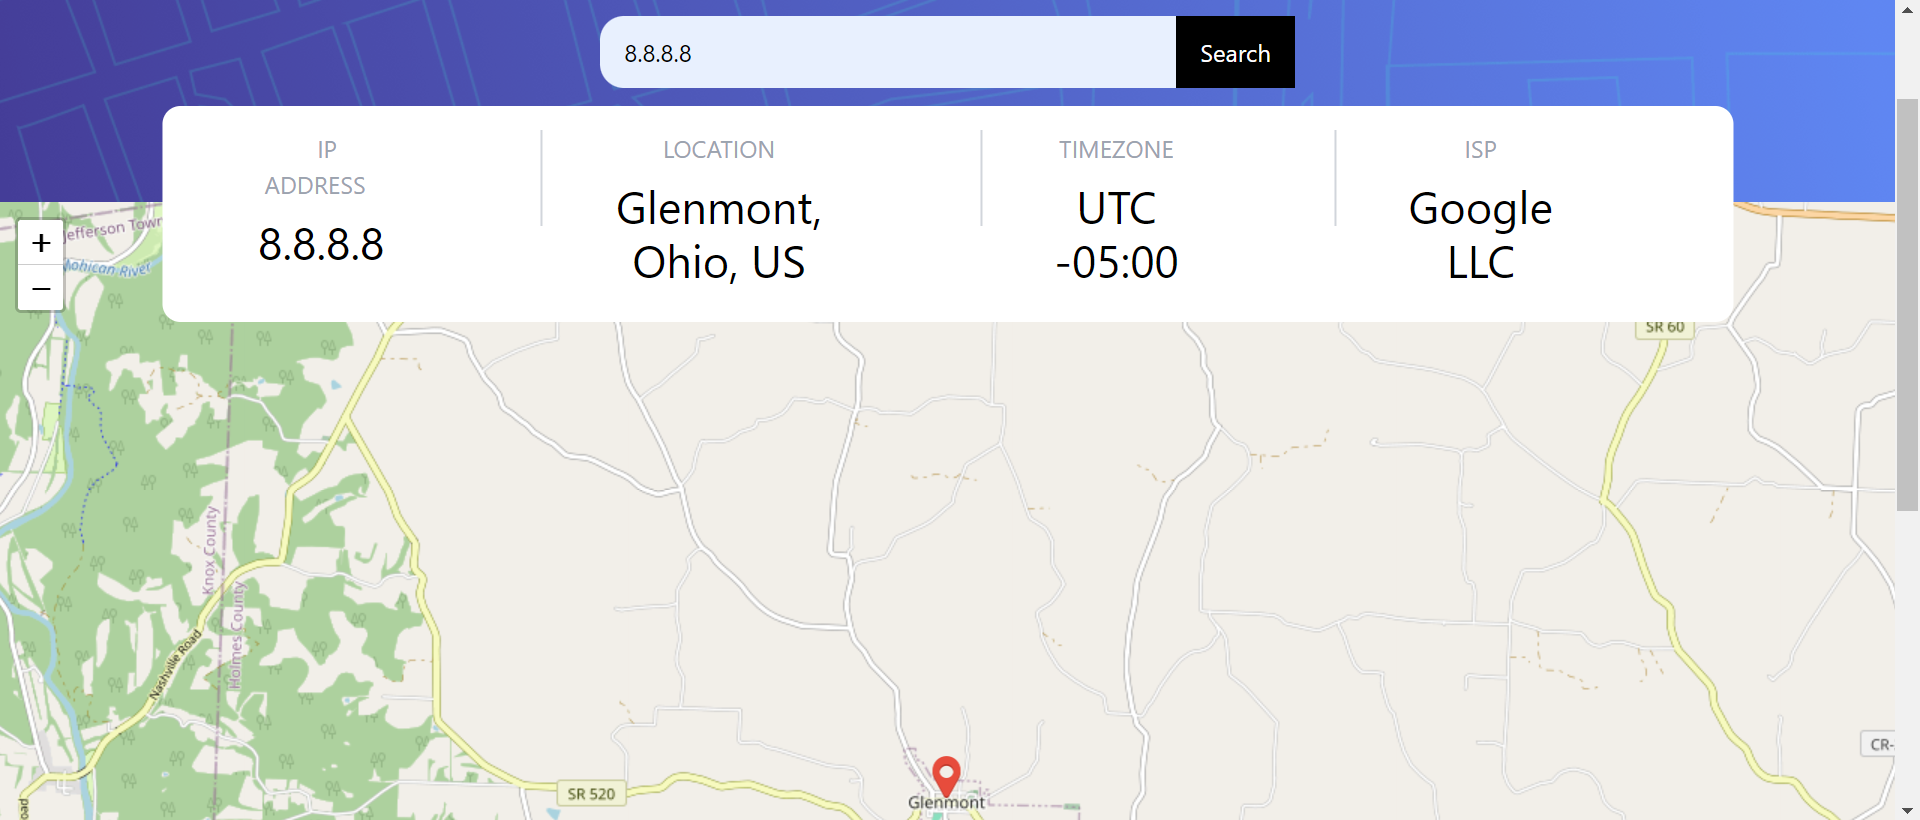 8.8.8.8
Search
IP
ADDRESS
8.8.8.8
LOCATION
Glenmont,
Ohio, US
TIMEZONE
UTC
-05:00
ISP
Google
LLC
+
−
Jefferson Town
Mohican River
SR 60
Knox County
Holmes County
Nashville Road
CR-
SR 520
Glenmont